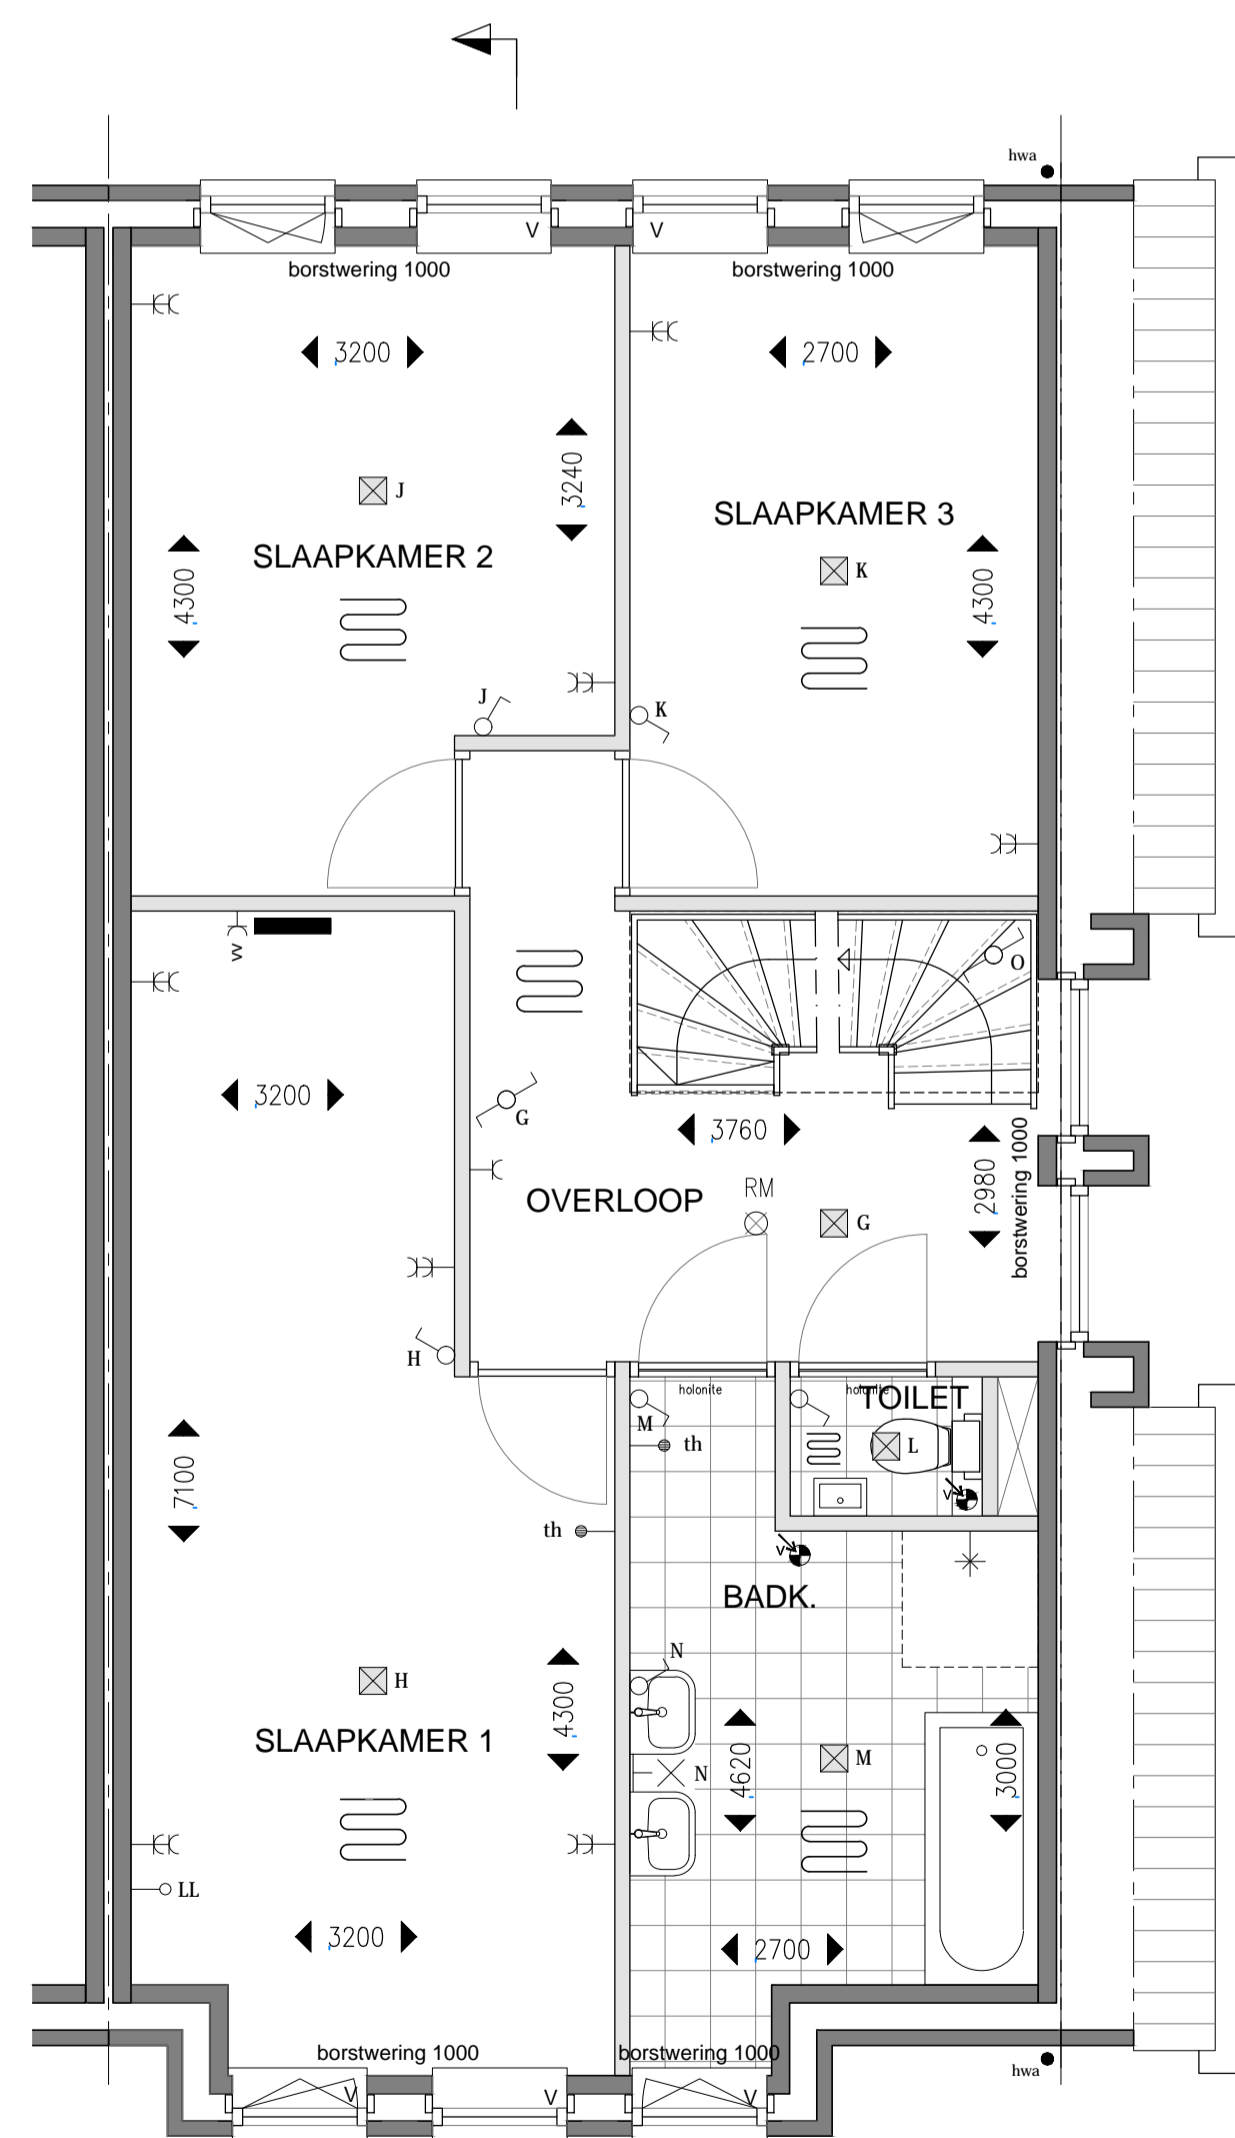 hwa
V
V
borstwering 1000
borstwering 1000
3200
2700
3240
J
SLAAPKAMER 3
SLAAPKAMER 2
K
4300
4300
J
K
VV
O
3200
G
3760
borstwering 1000
2980
RM
OVERLOOP
G
H
holonite
holonite
TOILET
M
th
L
7100
V
th
V
BADK.
N
H
4300
SLAAPKAMER 1
4620
M
3000
N
LL
3200
2700
borstwering 1000
borstwering 1000
hwa
V
V
V